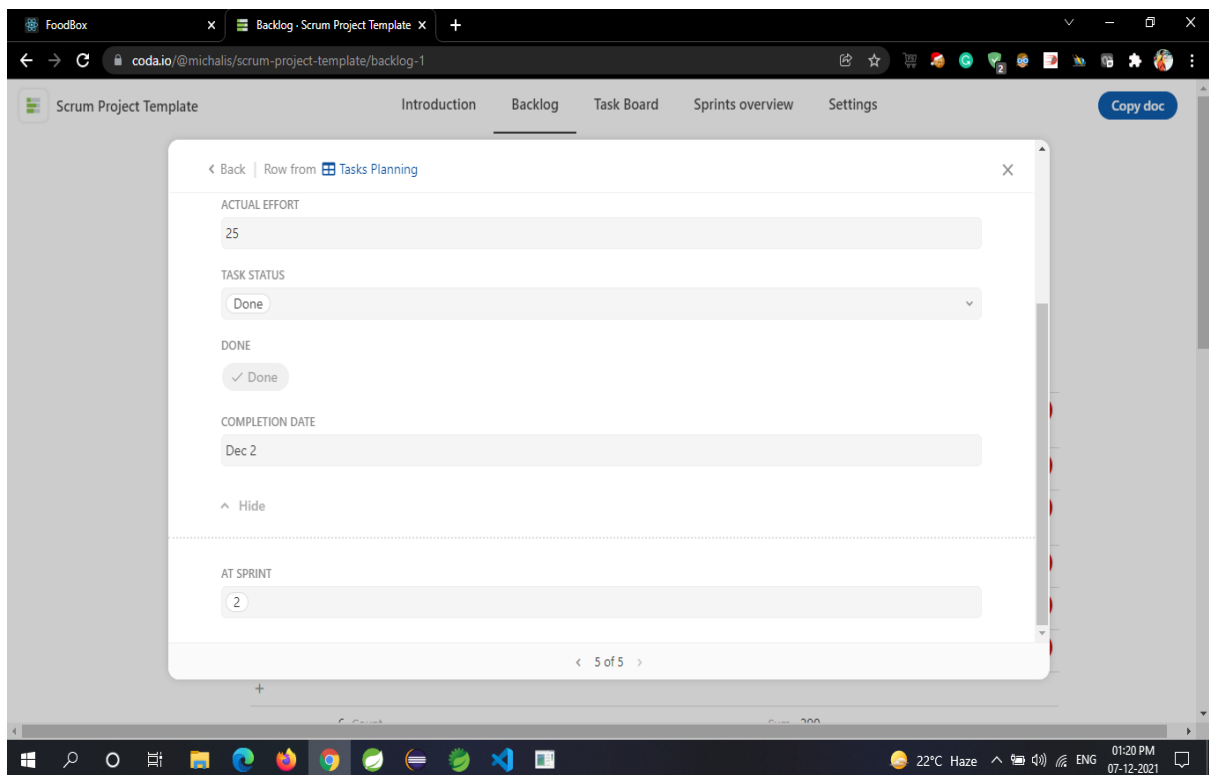 FoodBox
Backlog · Scrum Project Template
coda.io/@michalis/scrum-project-template/backlog-1
2
Scrum Project Template
Introduction
Backlog
Task Board
Sprints overview
Settings
Copy doc
Back
Row from Tasks Planning
ACTUAL EFFORT
25
TASK STATUS
Done
DONE
Done
COMPLETION DATE
Dec 2
Hide
AT SPRINT
2
5 of 5
22°C Haze
ENG
01:20 PM
07-12-2021